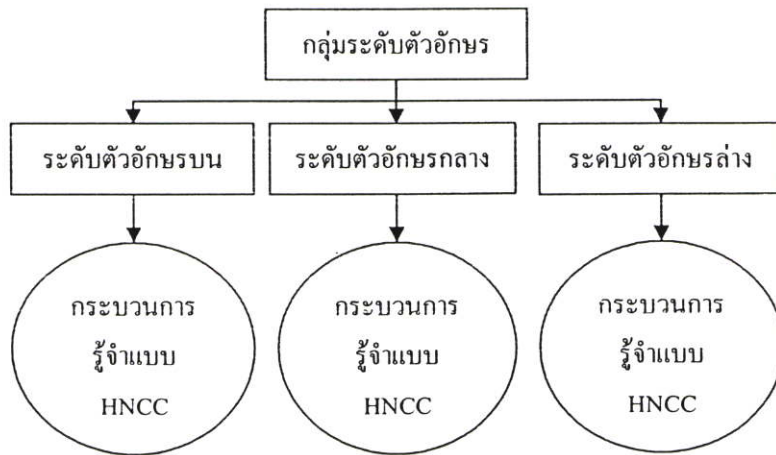 กลุ่มระดับตัวอักษร
ระดับตัวอักษรบน
ระดับตัวอักษรกลาง
ระดับตัวอักษรล่าง
กระบวนการ
รู้จำแบบ
HNCC
กระบวนการ
รู้จำแบบ
HNCC
กระบวนการ
รู้จำแบบ
HNCC